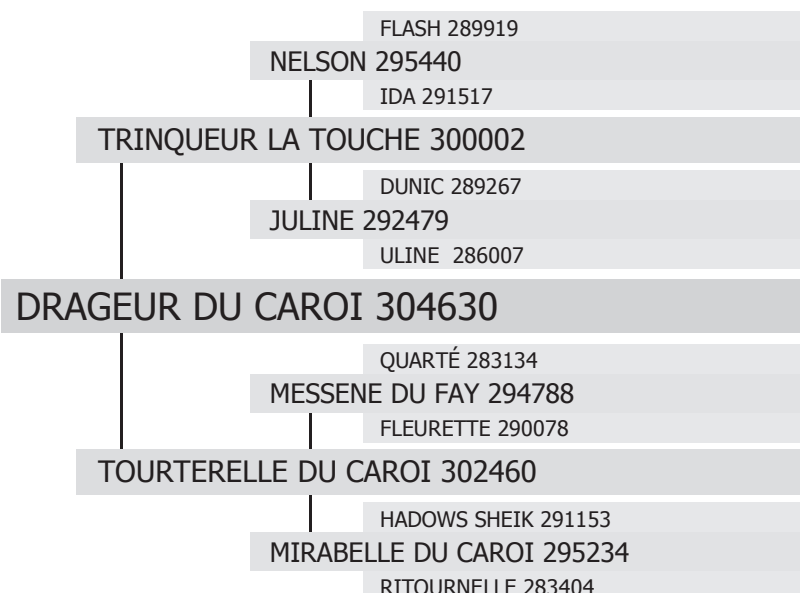 FLASH 289919
NELSON 295440
IDA 291517
TRINQUEUR LA TOUCHE 300002
DUNIC 289267
JULINE 292479
ULINE 286007
DRAGEUR DU CAROI 304630
QUARTÉ 283134
MESSENE DU FAY 294788
FLEURETTE 290078
TOURTERELLE DU CAROI 302460
HADOWS SHEIK 291153
MIRABELLE DU CAROI 295234
RITOURNELLE 283404